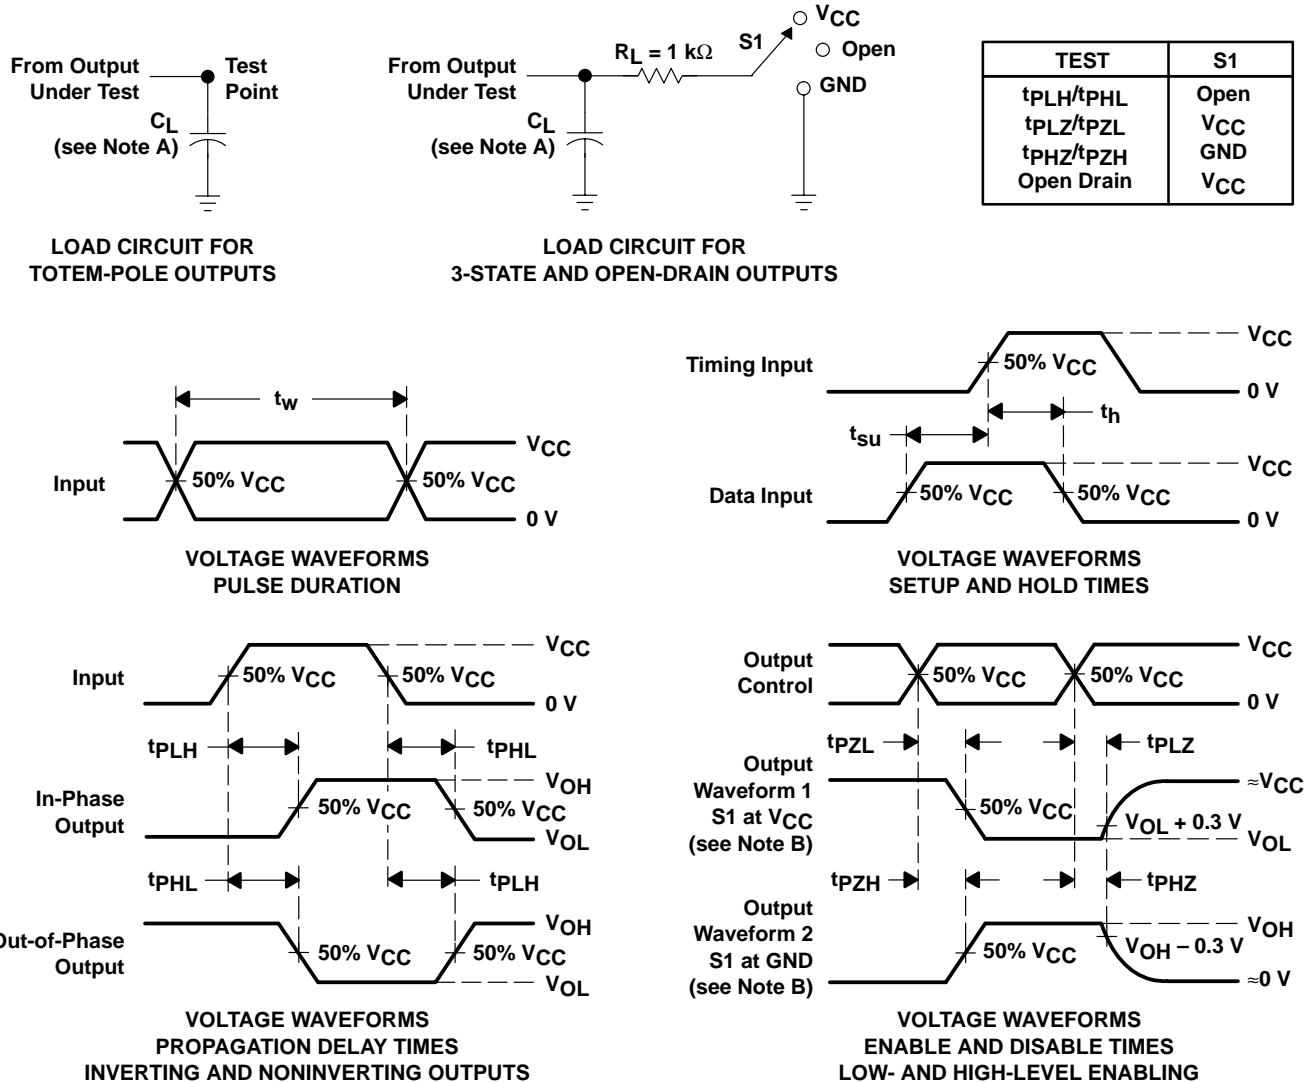 From Output
Under Test
Test
Point
CL
(see Note A)
LOAD CIRCUIT FOR
TOTEM-POLE OUTPUTS
From Output
Under Test
RL = 1 kΩ
S1
VCC
Open
GND
CL
(see Note A)
LOAD CIRCUIT FOR
3-STATE AND OPEN-DRAIN OUTPUTS
TEST S1
tPLH/tPHL Open
tPLZ/tPZL VCC
tPHZ/tPZH GND
Open Drain VCC
tw
Input
50% VCC
50% VCC
VCC
0 V
VOLTAGE WAVEFORMS
PULSE DURATION
Timing Input
50% VCC
VCC
0 V
th
tsu
Data Input
50% VCC
50% VCC
VCC
0 V
VOLTAGE WAVEFORMS
SETUP AND HOLD TIMES
Input
50% VCC
50% VCC
VCC
0 V
tPLH
tPHL
In-Phase
Output
50% VCC
50% VCC
VOH
VOL
tPHL
tPLH
Out-of-Phase
Output
50% VCC
50% VCC
VOH
VOL
VOLTAGE WAVEFORMS
PROPAGATION DELAY TIMES
INVERTING AND NONINVERTING OUTPUTS
Output
Control
50% VCC
50% VCC
VCC
0 V
tPZL
tPLZ
Output
Waveform 1
S1 at VCC
(see Note B)
50% VCC
≈VCC
VOL + 0.3 V
VOL
tPZH
tPHZ
Output
Waveform 2
S1 at GND
(see Note B)
50% VCC
VOH
VOH − 0.3 V
≈0 V
VOLTAGE WAVEFORMS
ENABLE AND DISABLE TIMES
LOW- AND HIGH-LEVEL ENABLING